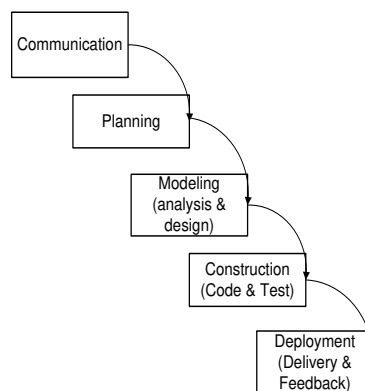 Communication
Planning
Modeling
(analysis &
design)
Construction
(Code & Test)
Deployment
(Delivery &
Feedback)